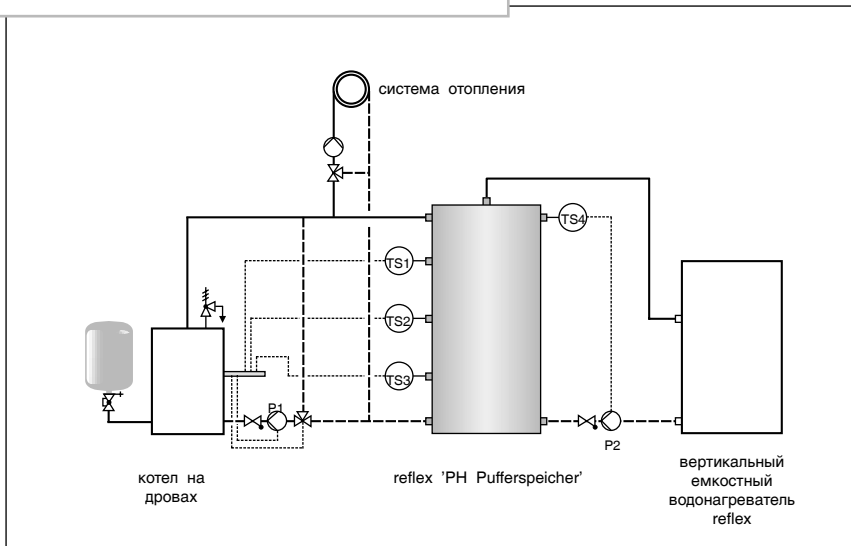 система отопления
TS4
TS1
TS2
TS3
P1
P2
котел на
дровах
reflex 'PH Pufferspeicher'
вертикальный
емкостный
водонагреватель
reflex